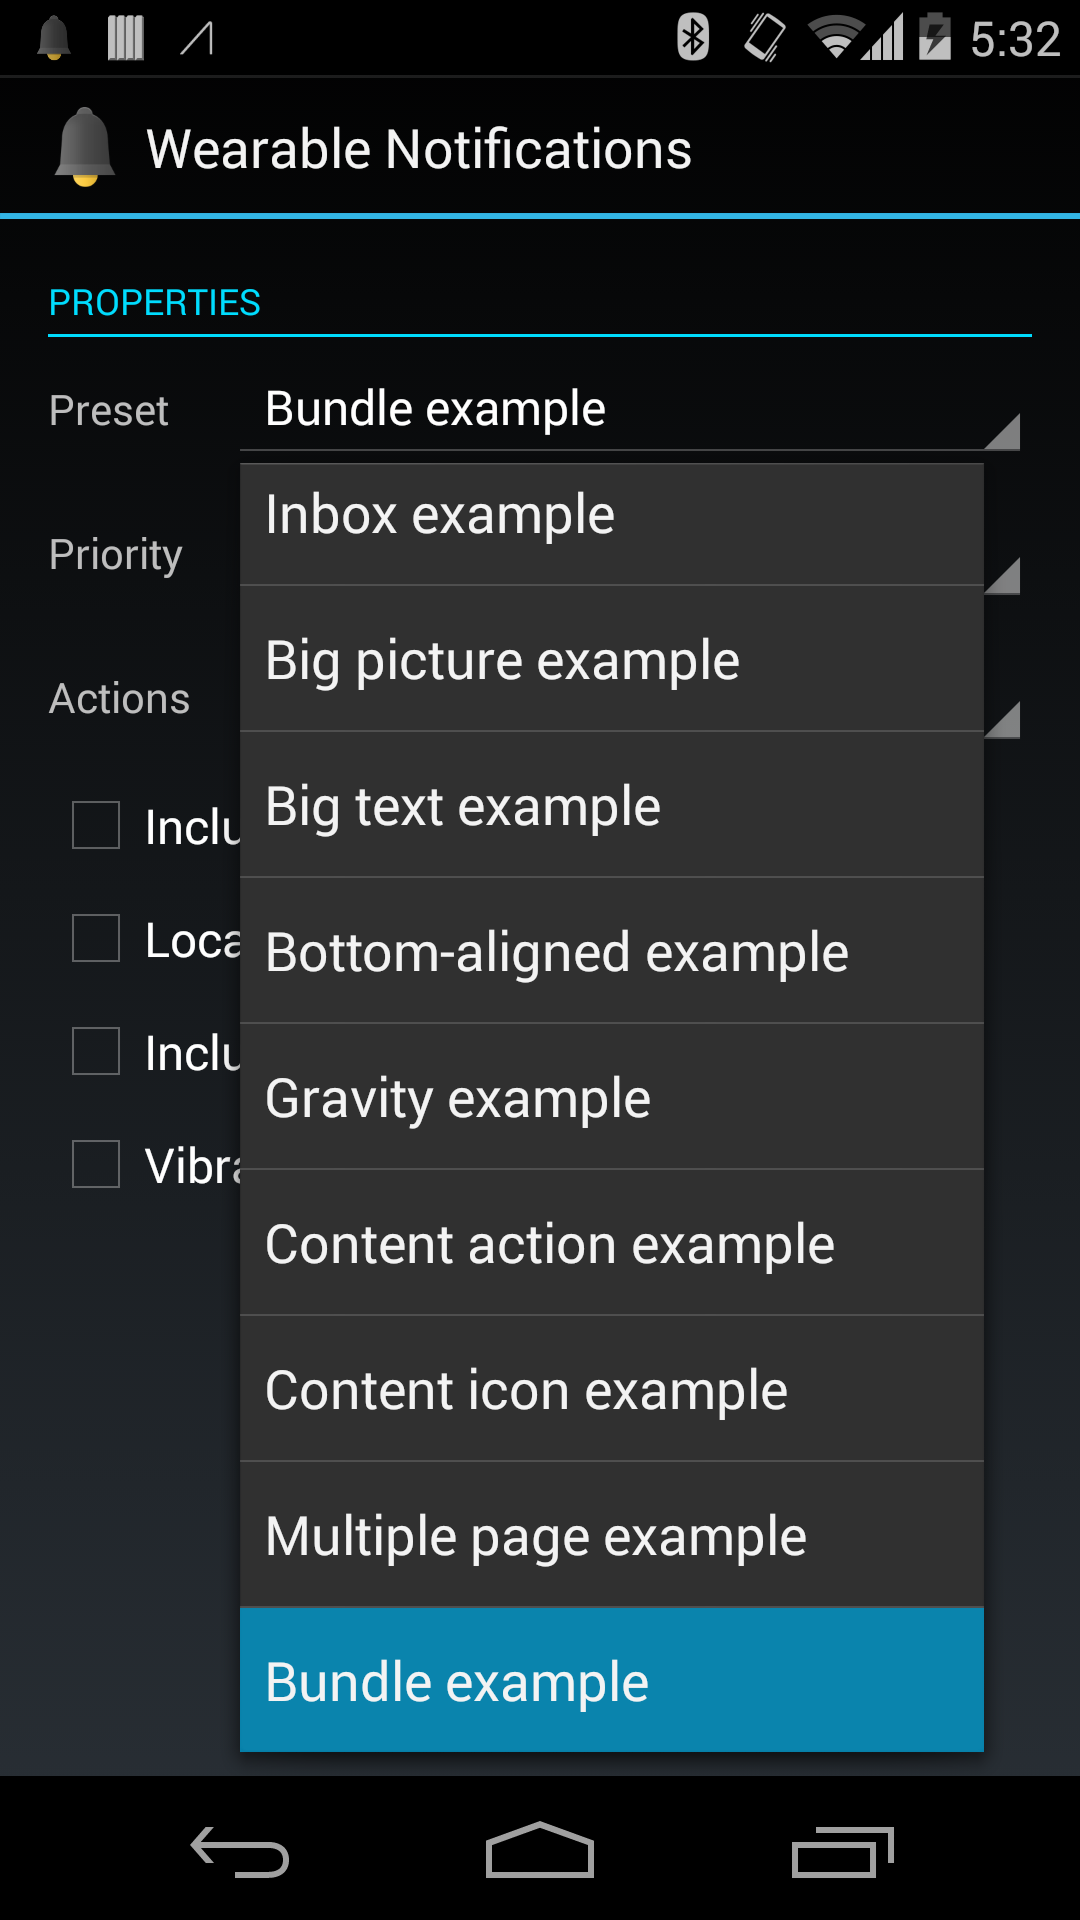 5:32
Wearable Notifications
PROPERTIES
Preset
Bundle example
Inbox example
Priority
Big picture example
Actions
Big text example
Inclu
Loca
Bottom-aligned example
Inclu
Gravity example
Vibra
Content action example
Content icon example
Multiple page example
Bundle example